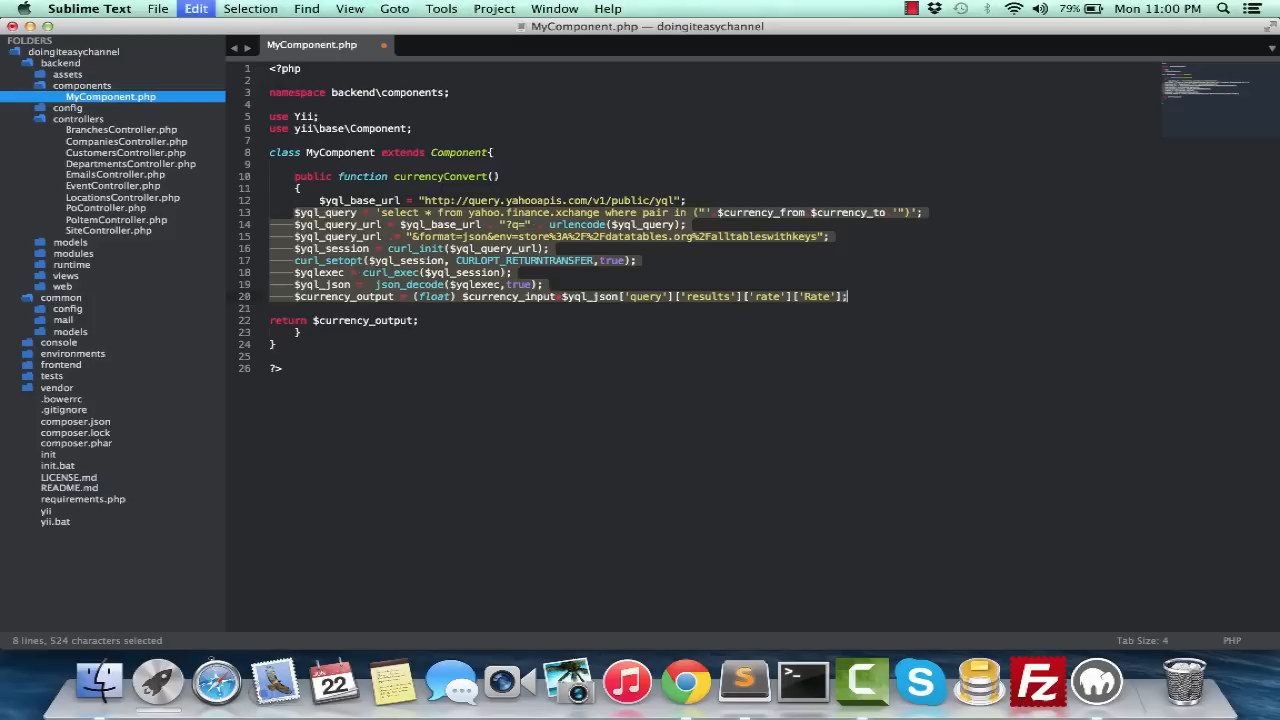 Sublime Text File Edit Selection Find View Goto Tools Project Window Help 79% Mon 11:00 PM
MyComponent.php — doingiteasychannel
FOLDERS
doingiteasychannel
backend
assets
components
MyComponent.php
config
controllers
BranchesController.php
CompaniesController.php
CustomersController.php
DepartmentsController.php
EmailsController.php
EventController.php
LocationsController.php
PoController.php
PoItemController.php
SiteController.php
models
modules
runtime
views
web
common
config
mail
models
console
environments
frontend
tests
vendor
.bowerrc
.gitignore
composer.json
composer.lock
composer.phar
init
init.bat
LICENSE.md
README.md
requirements.php
yii
yii.bat
MyComponent.php
1 <?php
2
3 namespace backend\components;
4
5 use Yii;
6 use yii\base\Component;
7
8 class MyComponent extends Component{
9
10 public function currencyConvert()
11 {
12 $yql_base_url = "http://query.yahooapis.com/v1/public/yql";
13 $yql_query = 'select * from yahoo.finance.xchange where pair in ("'.$currency_from.$currency_to.'")';
14 $yql_query_url = $yql_base_url . "?q=" . urlencode($yql_query);
15 $yql_query_url .= "&format=json&env=store%3A%2F%2Fdatatables.org%2Falltableswithkeys";
16 $yql_session = curl_init($yql_query_url);
17 curl_setopt($yql_session, CURLOPT_RETURNTRANSFER,true);
18 $yqlexec = curl_exec($yql_session);
19 $yql_json = json_decode($yqlexec,true);
20 $currency_output = (float) $currency_input*$yql_json['query']['results']['rate']['Rate'];
21
22 return $currency_output;
23 }
24 }
25
26 ?>
8 lines, 524 characters selected Tab Size: 4 PHP